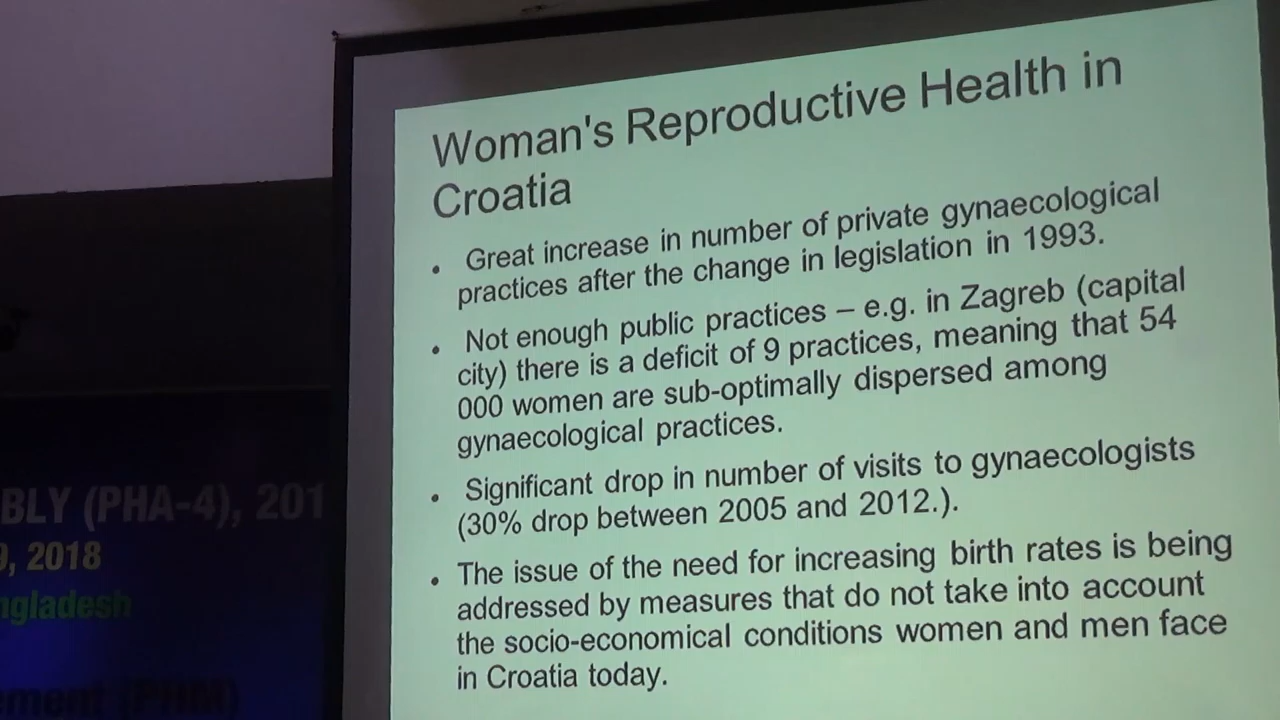 Woman's Reproductive Health in
Croatia
• Great increase in number of private gynaecological
practices after the change in legislation in 1993.
• Not enough public practices – e.g. in Zagreb (capital
city) there is a deficit of 9 practices, meaning that 54
000 women are sub-optimally dispersed among
gynaecological practices.
• Significant drop in number of visits to gynaecologists
(30% drop between 2005 and 2012.).
• The issue of the need for increasing birth rates is being
addressed by measures that do not take into account
the socio-economical conditions women and men face
in Croatia today.
BLY (PHA-4), 201
, 2018
ngladesh
ement (PHM)